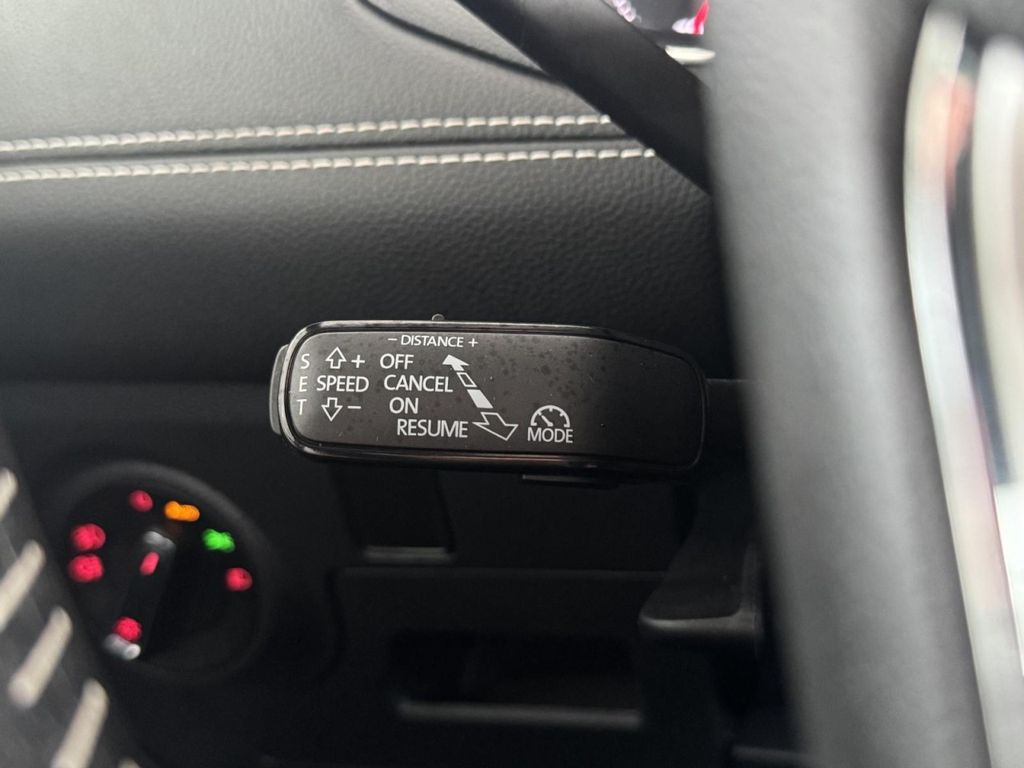 − DISTANCE +
S + OFF
E SPEED CANCEL
T − ON
RESUME
MODE